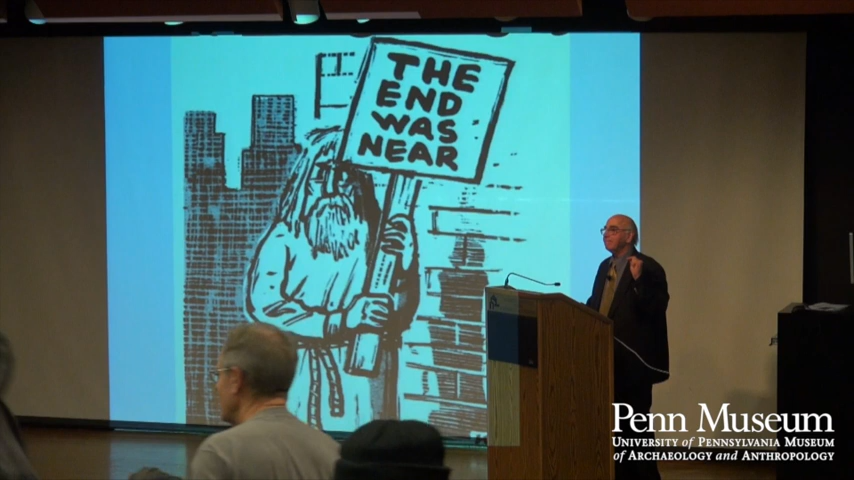 THE
END
WAS
NEAR
Penn Museum
University of Pennsylvania Museum
of Archaeology and Anthropology